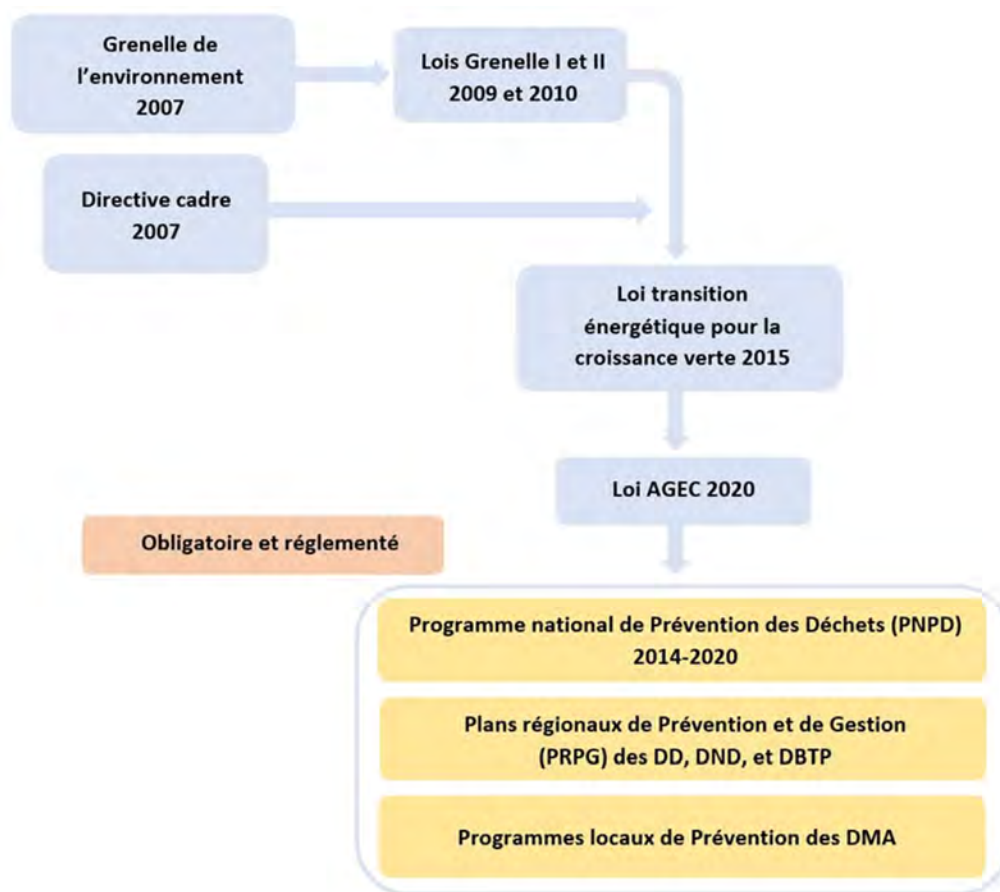 Grenelle de
l'environnement
2007
Lois Grenelle I et II
2009 et 2010
Directive cadre
2007
Loi transition
énergétique pour la
croissance verte 2015
Loi AGEC 2020
Obligatoire et réglementé
Programme national de Prévention des Déchets (PNPD)
2014-2020
Plans régionaux de Prévention et de Gestion
(PRPG) des DD, DND, et DBTP
Programmes locaux de Prévention des DMA